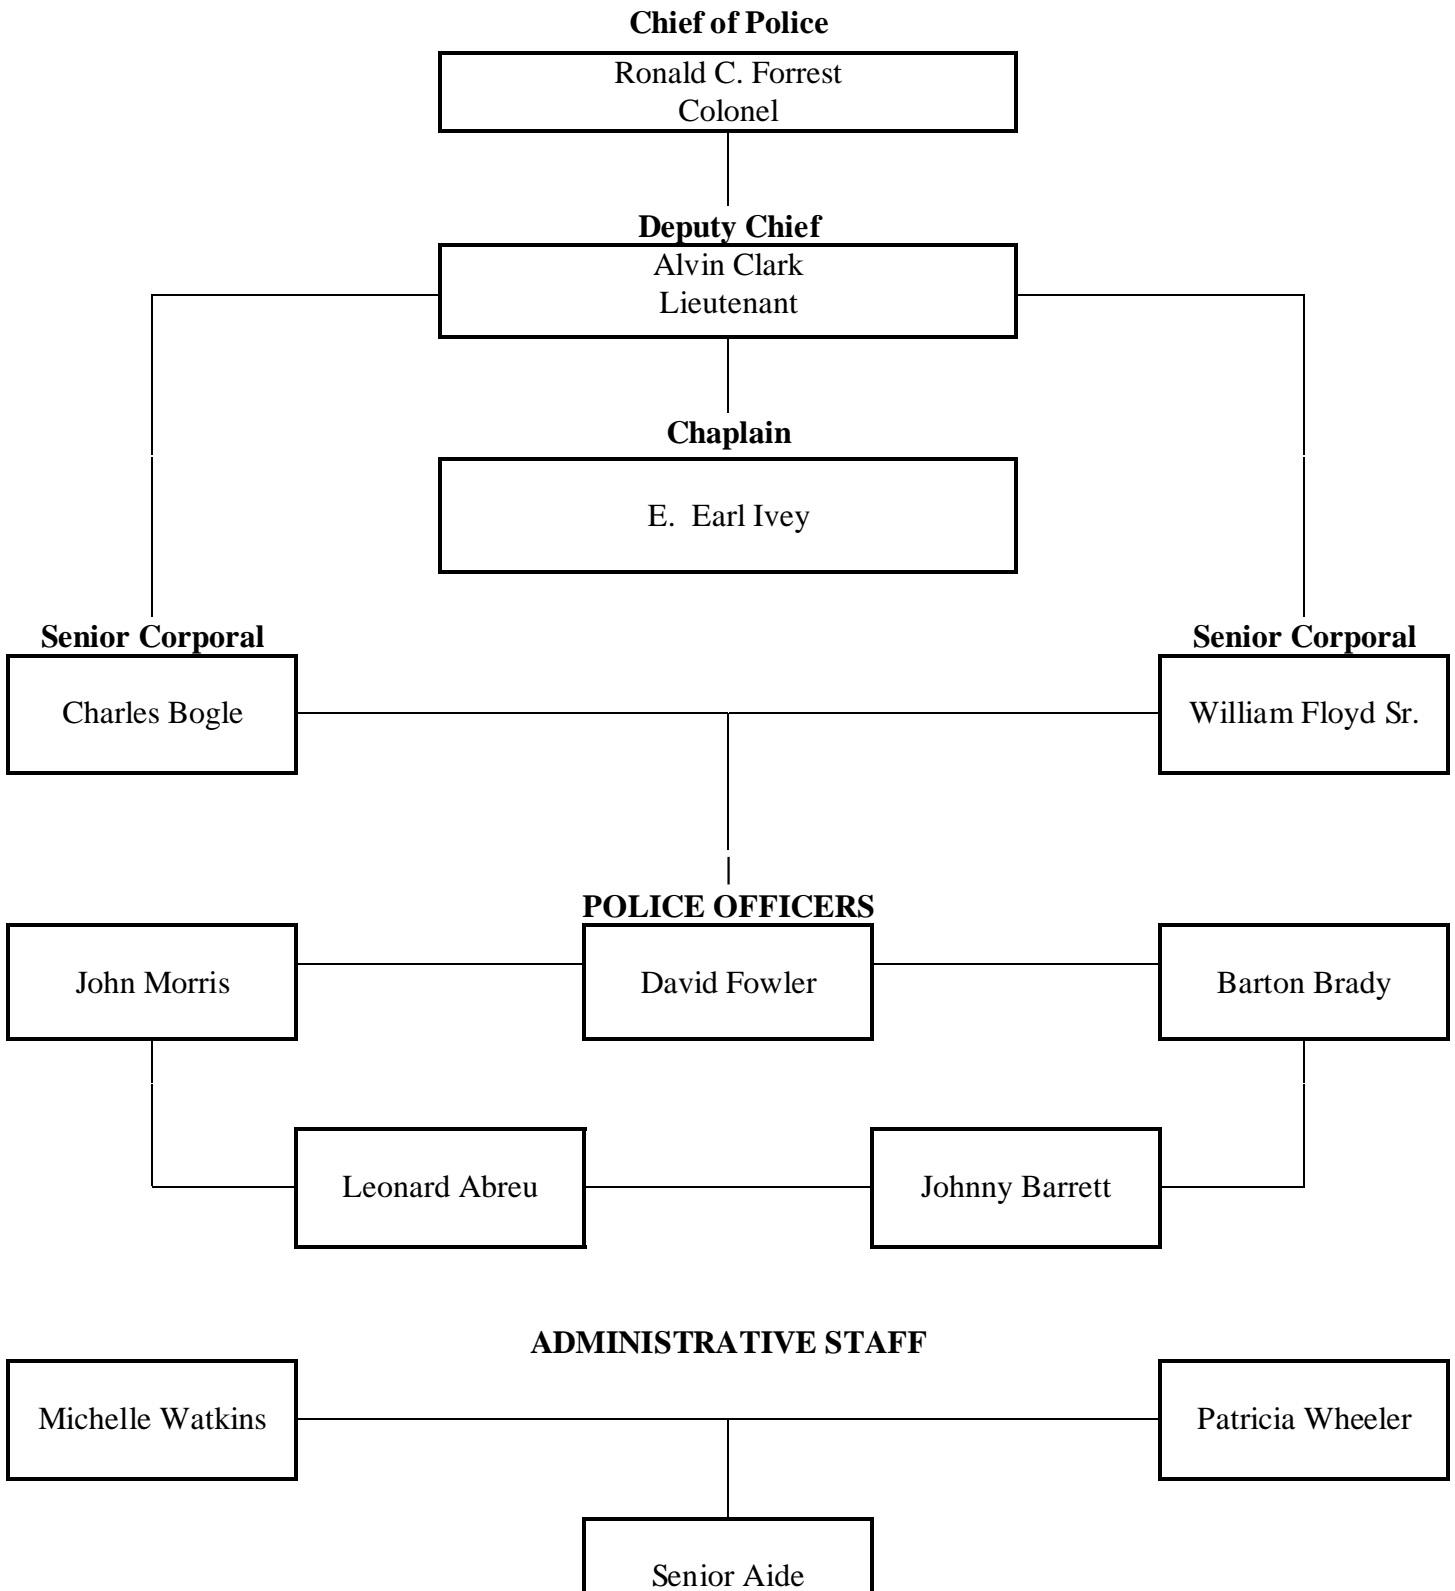 Chief of Police
Ronald C. Forrest
Colonel
Deputy Chief
Alvin Clark
Lieutenant
Chaplain
E. Earl Ivey
Senior Corporal
Senior Corporal
Charles Bogle
William Floyd Sr.
POLICE OFFICERS
John Morris
David Fowler
Barton Brady
Leonard Abreu
Johnny Barrett
ADMINISTRATIVE STAFF
Michelle Watkins
Patricia Wheeler
Senior Aide